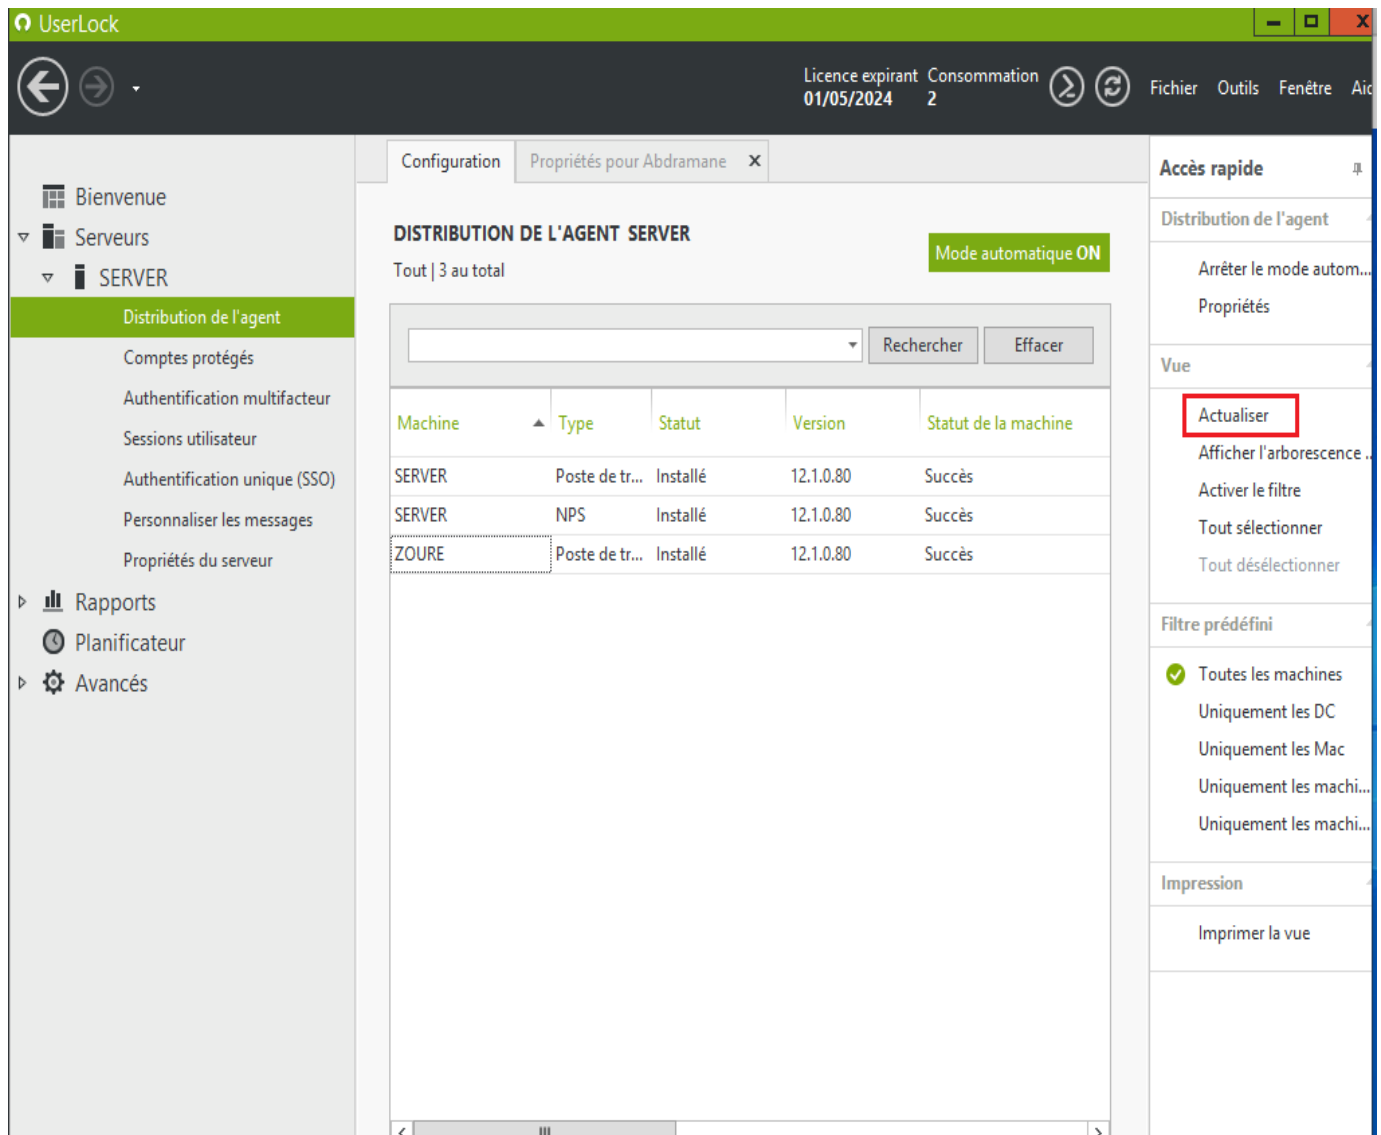 UserLock
Licence expirant Consommation
01/05/2024 2
Fichier Outils Fenêtre
Bienvenue
Serveurs
SERVER
Distribution de l'agent
Comptes protégés
Authentification multifacteur
Sessions utilisateur
Authentification unique (SSO)
Personnaliser les messages
Propriétés du serveur
Rapports
Planificateur
Avancés
Configuration
Propriétés pour Abdramane
DISTRIBUTION DE L'AGENT SERVER
Tout | 3 au total
Mode automatique ON
Rechercher Effacer
Machine Type Statut Version Statut de la machine
SERVER Poste de tr... Installé 12.1.0.80 Succès
SERVER NPS Installé 12.1.0.80 Succès
ZOURE Poste de tr... Installé 12.1.0.80 Succès
Accès rapide
Distribution de l'agent
Arrêter le mode autom...
Propriétés
Vue
Actualiser
Afficher l'arborescence ..
Activer le filtre
Tout sélectionner
Tout désélectionner
Filtre prédéfini
Toutes les machines
Uniquement les DC
Uniquement les Mac
Uniquement les machi...
Uniquement les machi...
Impression
Imprimer la vue